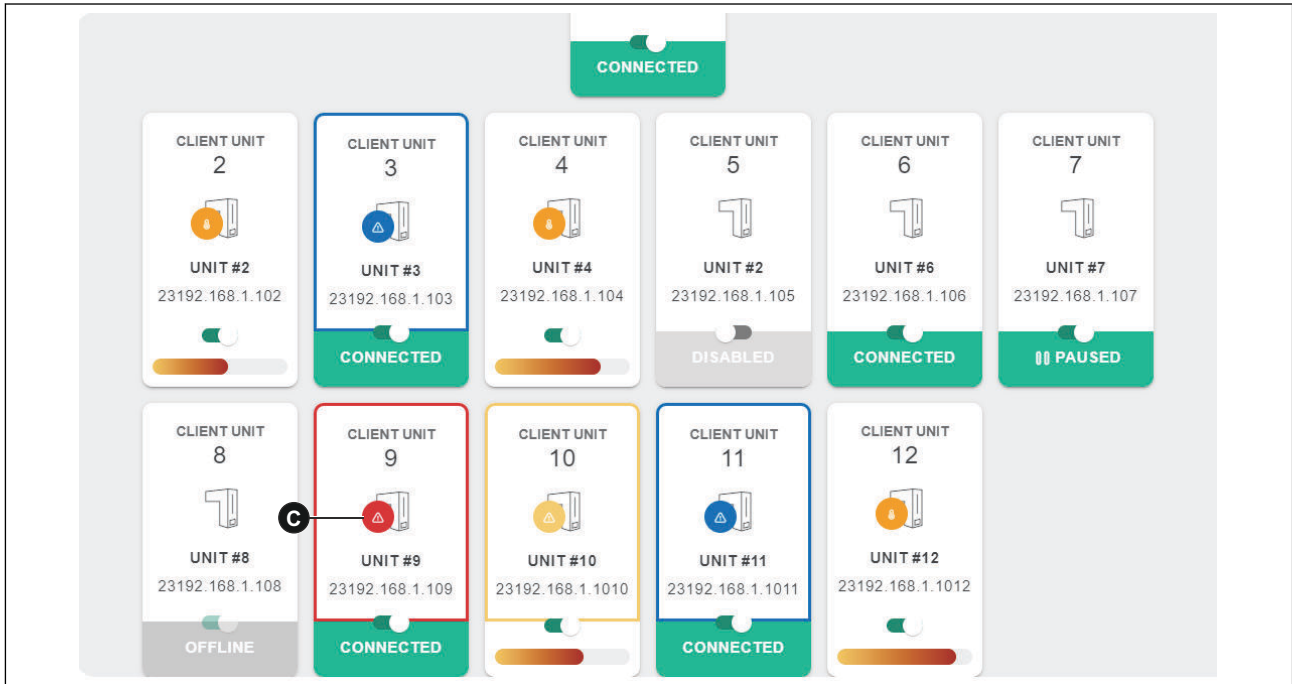 CONNECTED
CLIENT UNIT
2
UNIT #2
23192.168.1.102
CLIENT UNIT
3
UNIT #3
23192.168.1.103
CONNECTED
CLIENT UNIT
4
UNIT #4
23192.168.1.104
CLIENT UNIT
5
UNIT #2
23192.168.1.105
DISABLED
CLIENT UNIT
6
UNIT #6
23192.168.1.106
CONNECTED
CLIENT UNIT
7
UNIT #7
23192.168.1.107
PAUSED
CLIENT UNIT
8
UNIT #8
23192.168.1.108
OFFLINE
CLIENT UNIT
9
C
UNIT #9
23192.168.1.109
CONNECTED
CLIENT UNIT
10
UNIT #10
23192.168.1.1010
CLIENT UNIT
11
UNIT #11
23192.168.1.1011
CONNECTED
CLIENT UNIT
12
UNIT #12
23192.168.1.1012